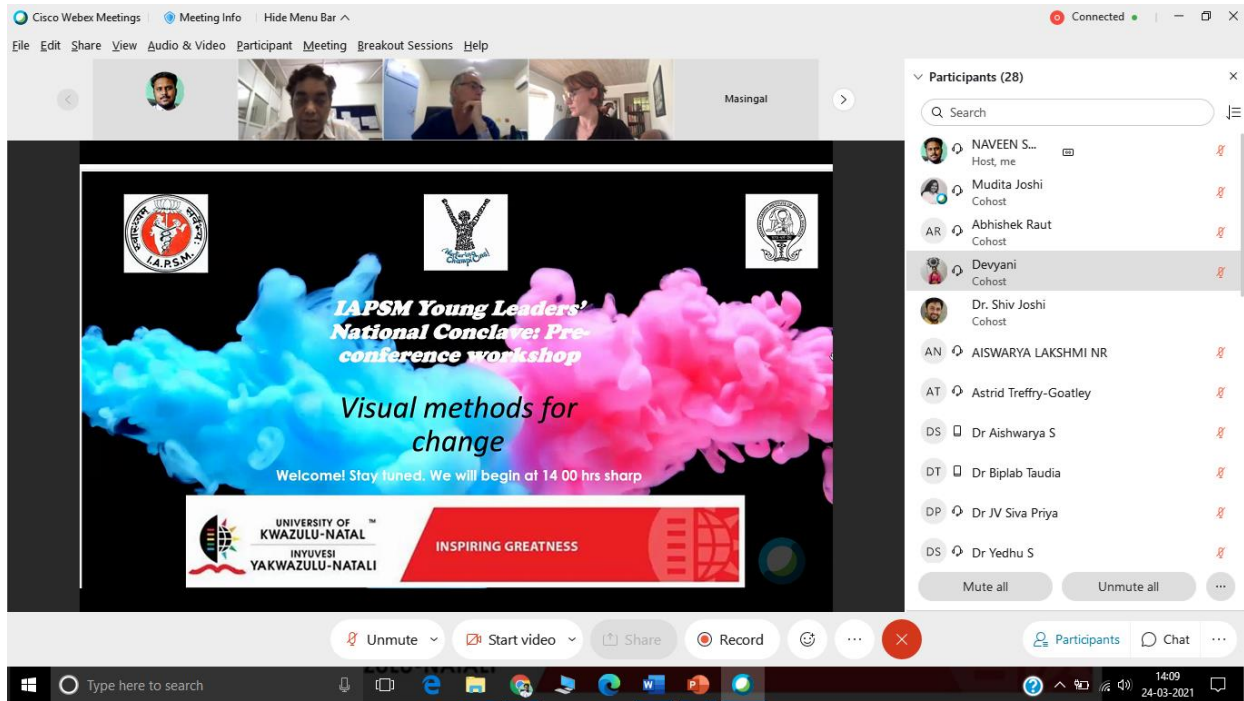 Cisco Webex Meetings
Meeting Info
Hide Menu Bar
Connected
File Edit Share View Audio & Video Participant Meeting Breakout Sessions Help
Masingal
Participants (28)
Search
NAVEEN S...
Host, me
Mudita Joshi
Cohost
AR Abhishek Raut
Cohost
Devyani
Cohost
Dr. Shiv Joshi
Cohost
AN AISWARYA LAKSHMI NR
AT Astrid Treffry-Goatley
DS Dr Aishwarya S
DT Dr Biplab Taudia
DP Dr JV Siva Priya
DS Dr Yedhu S
Mute all Unmute all
I.A.P.S.M.
Nurturing
Champions!
IAPSM Young Leaders'
National Conclave: Pre-
conference workshop
Visual methods for
change
Welcome! Stay tuned. We will begin at 14 00 hrs sharp
UNIVERSITY OF ™
KWAZULU-NATAL
INYUVESI
YAKWAZULU-NATALI
INSPIRING GREATNESS
Unmute Start video Share Record
Participants Chat
Type here to search
14:09
24-03-2021